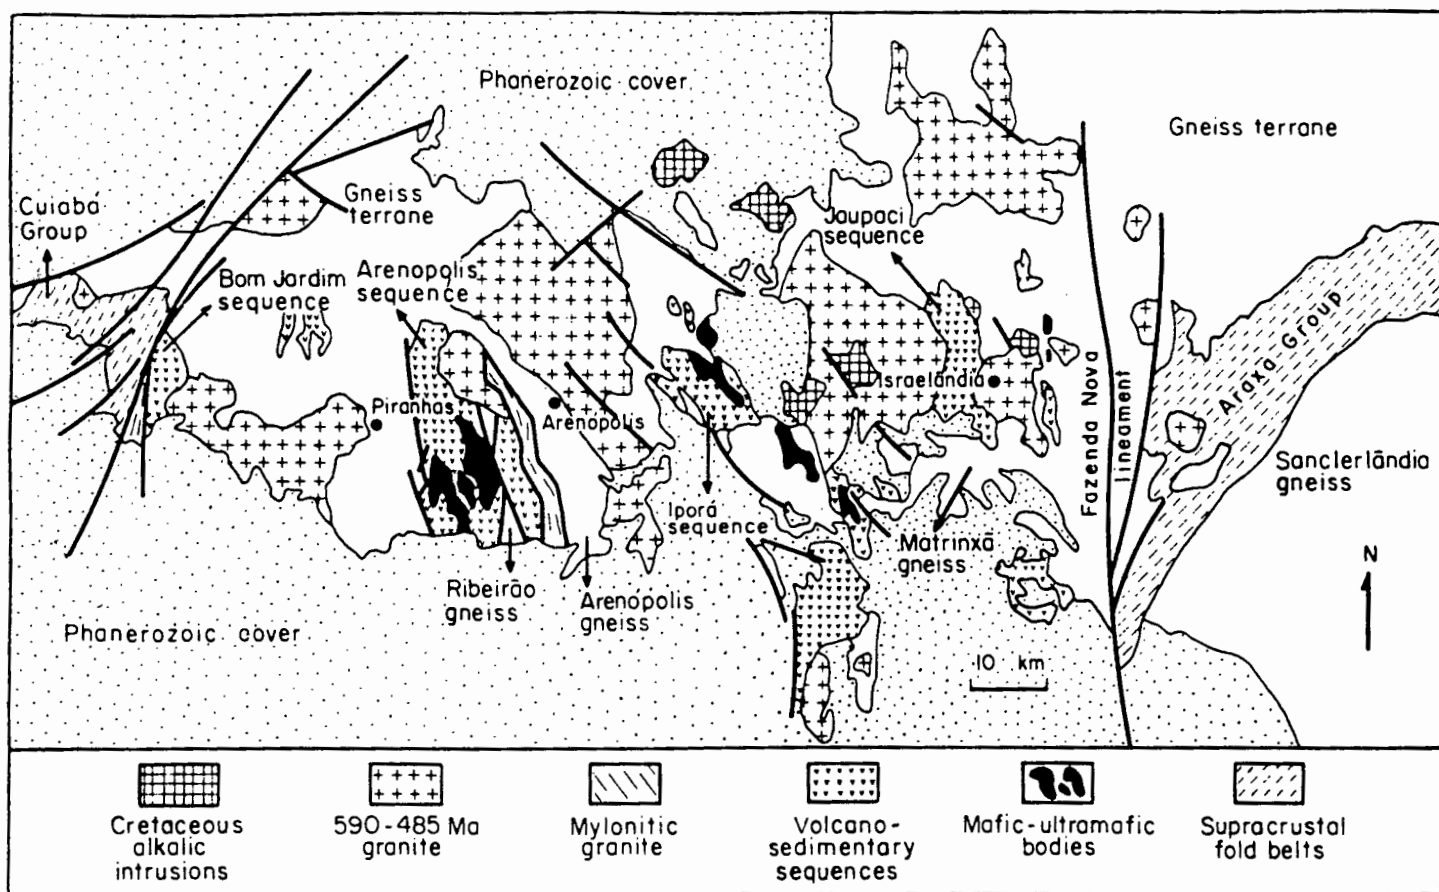 Phanerozoic cover
Gneiss terrane
Cuiabá
Group
Gneiss
terrane
Jaupaci
sequence
Bom Jardim
sequence
Arenopolis
sequence
Piranhas
Arenopolis
Israelândia
Fazenda Nova
lineament
Araxa Group
Sanclerlândia
gneiss
Iporá
sequence
Matrinxã
gneiss
Ribeirão
gneiss
Arenópolis
gneiss
Phanerozoic cover
N
10 km
Cretaceous
alkalic
intrusions
590-485 Ma
granite
Mylonitic
granite
Volcano-
sedimentary
sequences
Mafic-ultramafic
bodies
Supracrustal
fold belts